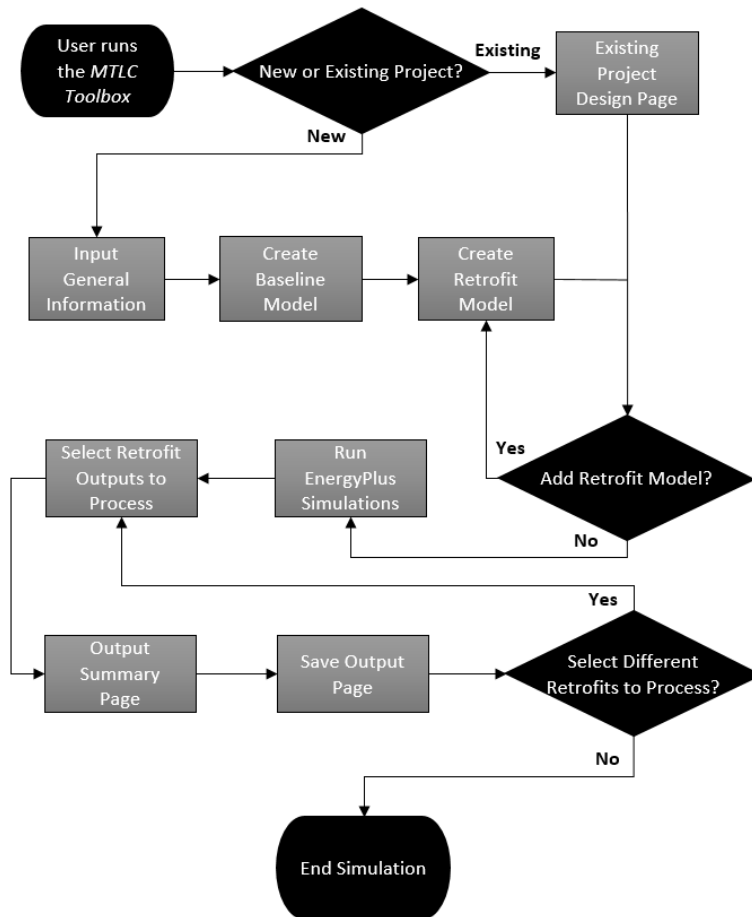 User runs
the MTLC
Toolbox
New or Existing Project?
Existing
Existing
Project
Design Page
New
Input
General
Information
Create
Baseline
Model
Create
Retrofit
Model
Yes
Add Retrofit Model?
No
Run
EnergyPlus
Simulations
Select Retrofit
Outputs to
Process
Output
Summary
Page
Save Output
Page
Yes
Select Different
Retrofits to Process?
No
End Simulation